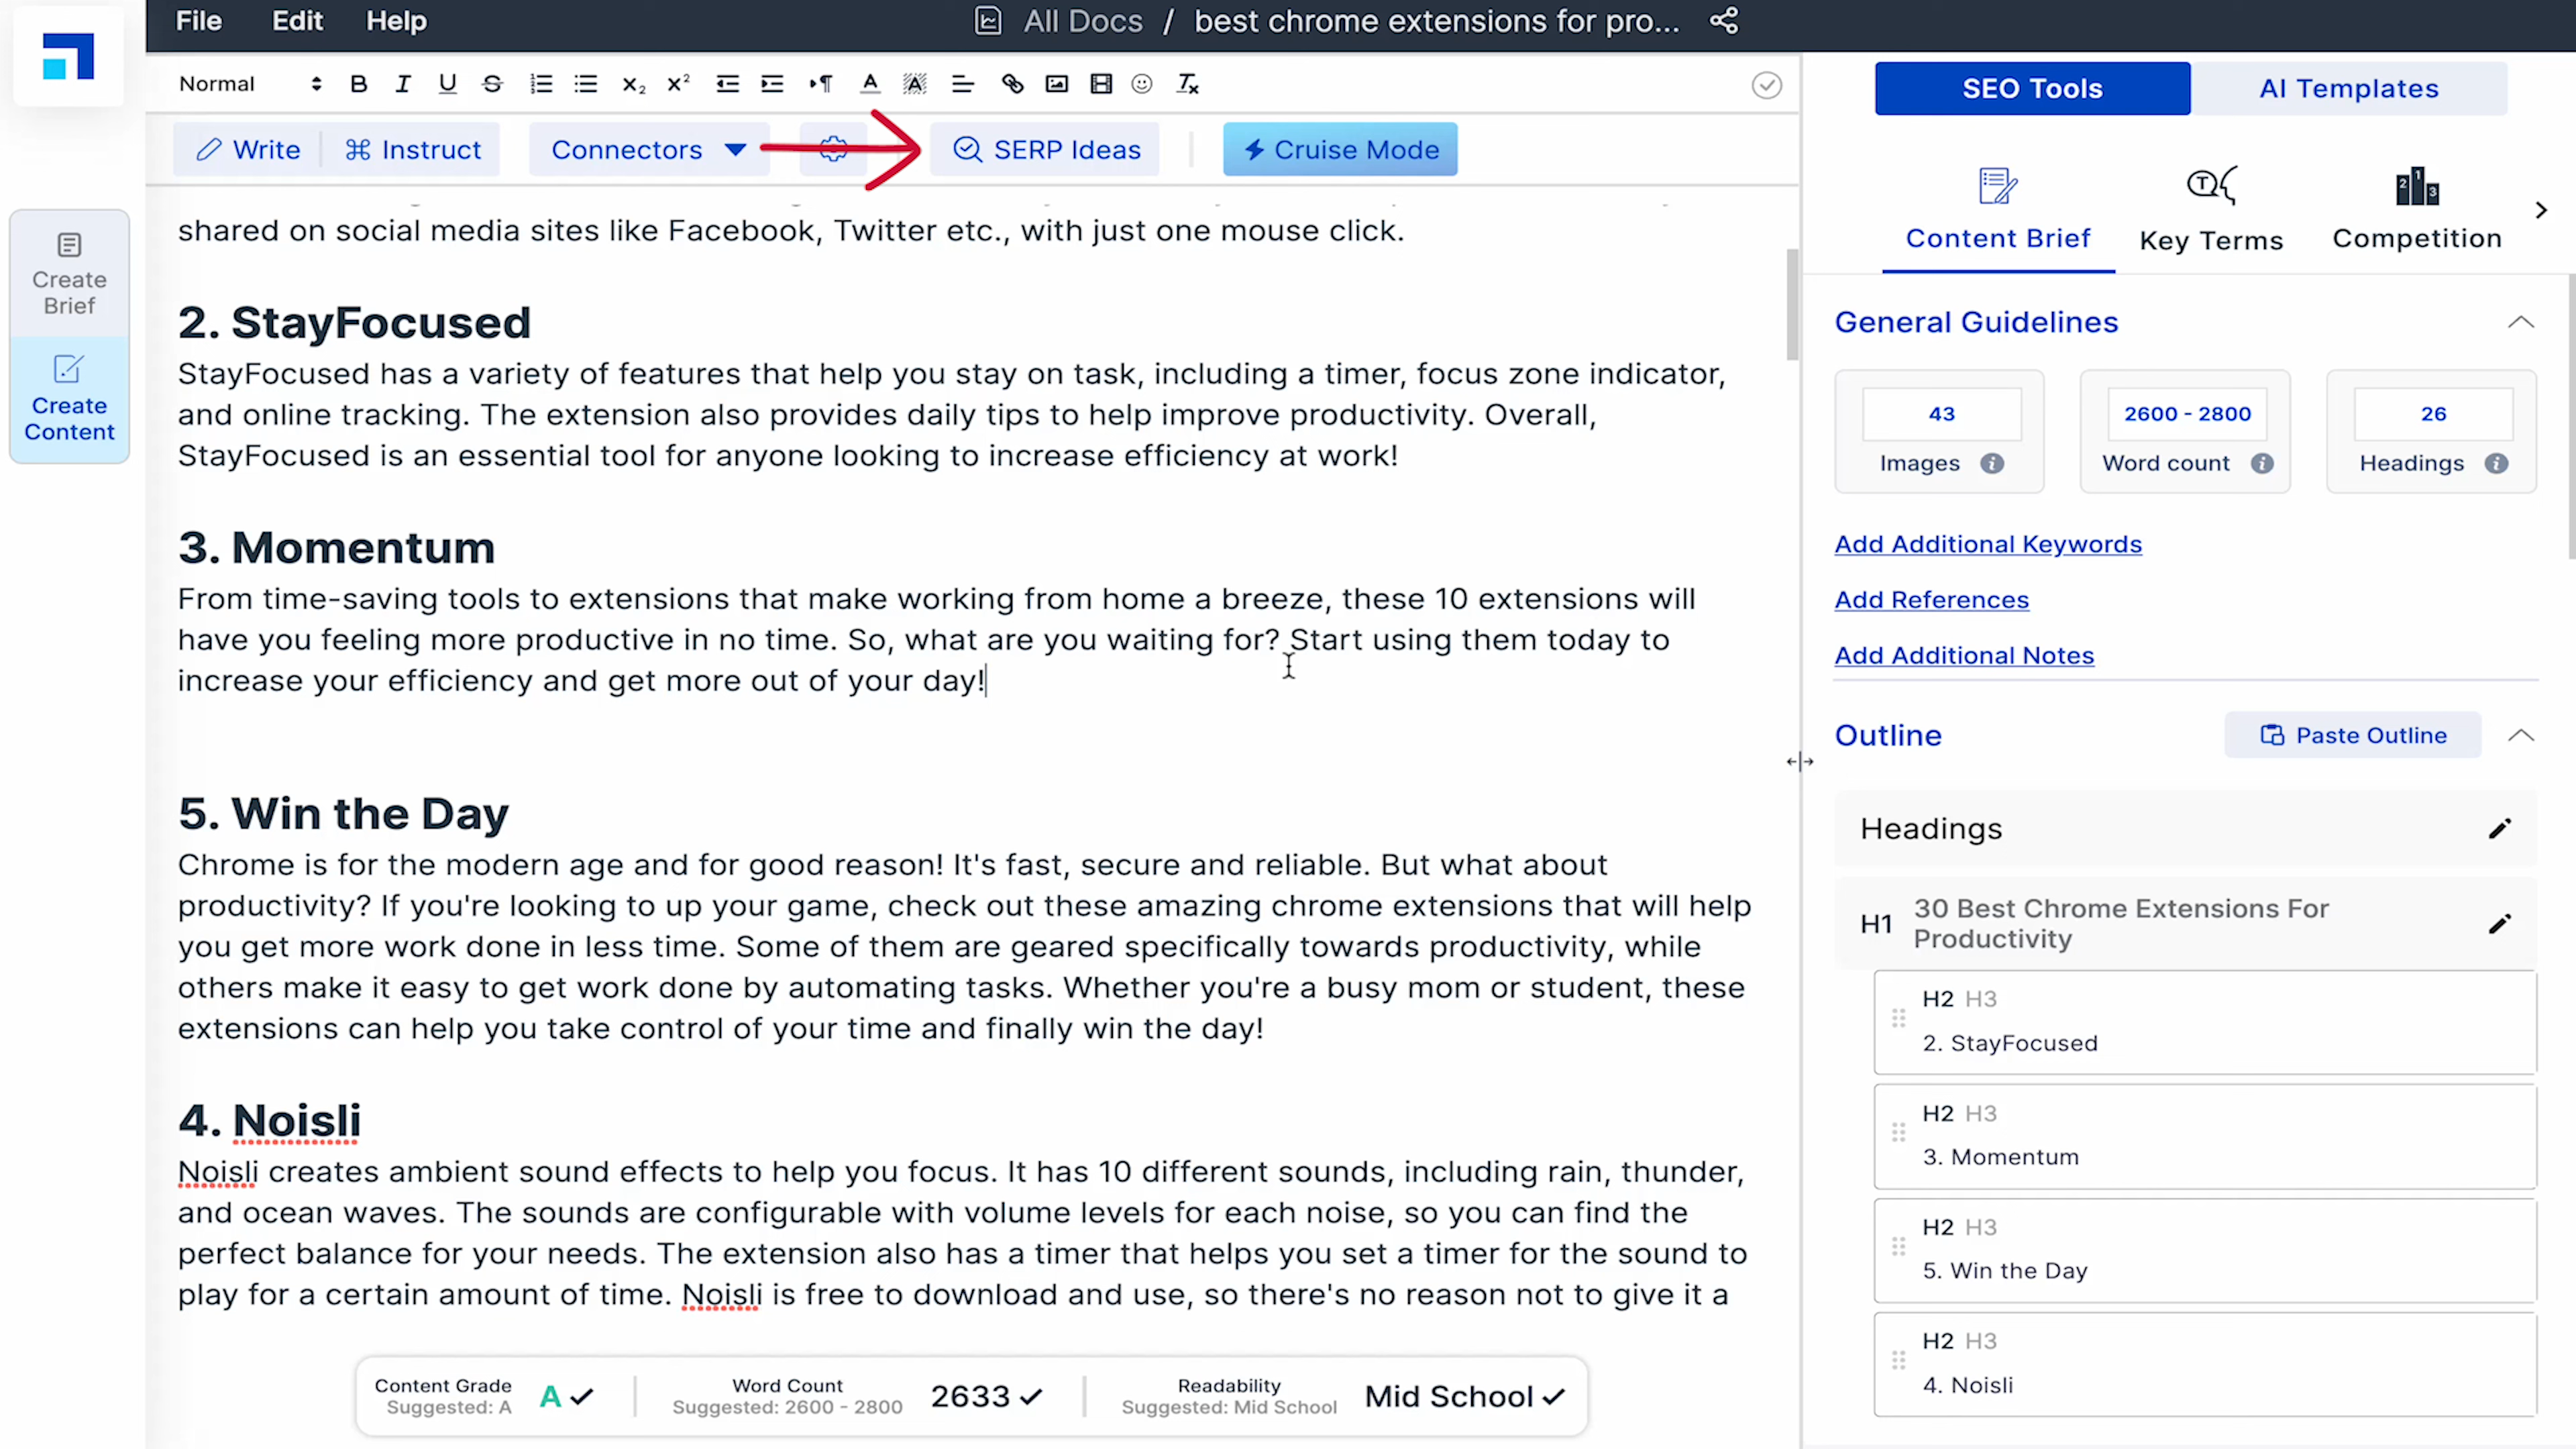 File Edit Help
All Docs / best chrome extensions for pro...
Normal
Write Instruct Connectors SERP Ideas Cruise Mode
Create
Brief
Create
Content
shared on social media sites like Facebook, Twitter etc., with just one mouse click.
2. StayFocused
StayFocused has a variety of features that help you stay on task, including a timer, focus zone indicator,
and online tracking. The extension also provides daily tips to help improve productivity. Overall,
StayFocused is an essential tool for anyone looking to increase efficiency at work!
3. Momentum
From time-saving tools to extensions that make working from home a breeze, these 10 extensions will
have you feeling more productive in no time. So, what are you waiting for? Start using them today to
increase your efficiency and get more out of your day!
5. Win the Day
Chrome is for the modern age and for good reason! It's fast, secure and reliable. But what about
productivity? If you're looking to up your game, check out these amazing chrome extensions that will help
you get more work done in less time. Some of them are geared specifically towards productivity, while
others make it easy to get work done by automating tasks. Whether you're a busy mom or student, these
extensions can help you take control of your time and finally win the day!
4. Noisli
Noisli creates ambient sound effects to help you focus. It has 10 different sounds, including rain, thunder,
and ocean waves. The sounds are configurable with volume levels for each noise, so you can find the
perfect balance for your needs. The extension also has a timer that helps you set a timer for the sound to
play for a certain amount of time. Noisli is free to download and use, so there's no reason not to give it a
Content Grade
Suggested: A
A
Word Count
Suggested: 2600 - 2800
2633
Readability
Suggested: Mid School
Mid School
SEO Tools AI Templates
Content Brief Key Terms Competition
General Guidelines
43 2600 - 2800 26
Images Word count Headings
Add Additional Keywords
Add References
Add Additional Notes
Outline Paste Outline
Headings
H1 30 Best Chrome Extensions For
Productivity
H2 H3
2. StayFocused
H2 H3
3. Momentum
H2 H3
5. Win the Day
H2 H3
4. Noisli